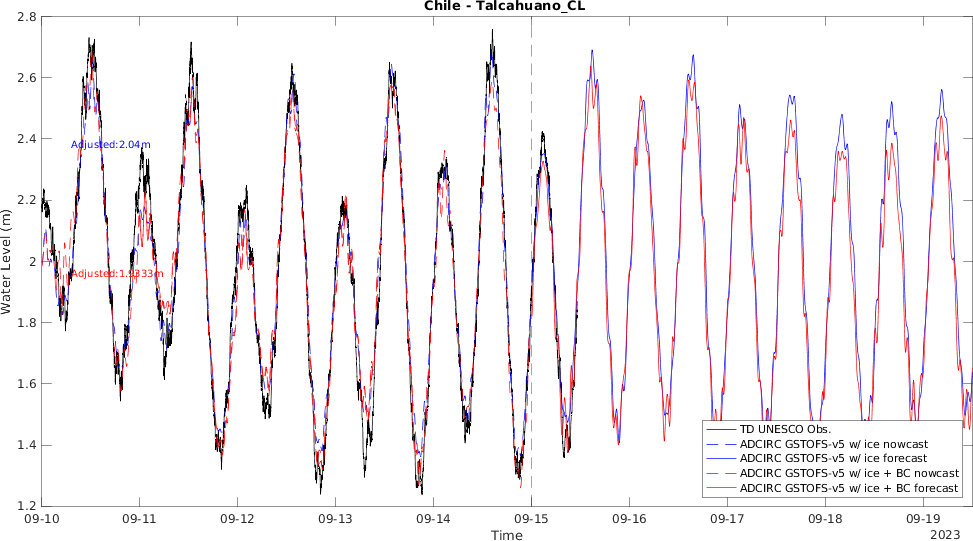 Chile - Talcahuano_CL
2.8
2.6
2.4
2.2
2
1.8
1.6
1.4
1.2
Water Level (m)
Adjusted:2.04m
Adjusted:1.9333m
TD UNESCO Obs.
ADCIRC GSTOFS-v5 w/ ice nowcast
ADCIRC GSTOFS-v5 w/ ice forecast
ADCIRC GSTOFS-v5 w/ ice + BC nowcast
ADCIRC GSTOFS-v5 w/ ice + BC forecast
09-10 09-11 09-12 09-13 09-14 09-15 09-16 09-17 09-18 09-19
Time
2023